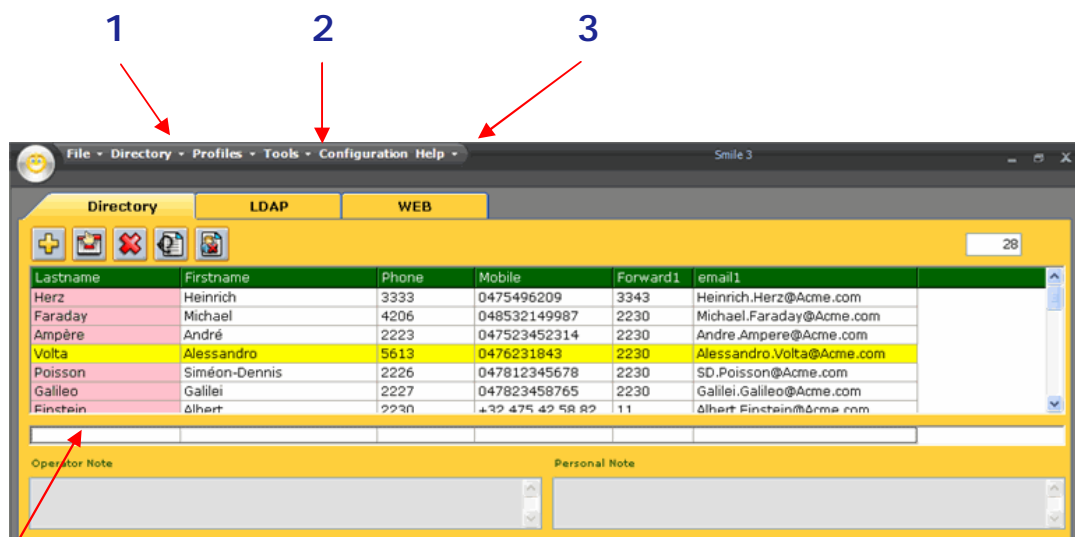 1 2 3
File Directory Profiles Tools Configuration Help Smile 3
Directory LDAP WEB
28
Lastname Firstname Phone Mobile Forward1 email1
Herz Heinrich 3333 0475496209 3343 Heinrich.Herz@Acme.com
Faraday Michael 4206 048532149987 2230 Michael.Faraday@Acme.com
Ampère André 2223 047523452314 2230 Andre.Ampere@Acme.com
Volta Alessandro 5613 0476231843 2230 Alessandro.Volta@Acme.com
Poisson Siméon-Dennis 2226 047812345678 2230 SD.Poisson@Acme.com
Galileo Galilei 2227 047823458765 2230 Galilei.Galileo@Acme.com
Einstein Albert 2230 +32 475 42 58 82 11 Albert.Einstein@Acme.com
Operator Note Personal Note